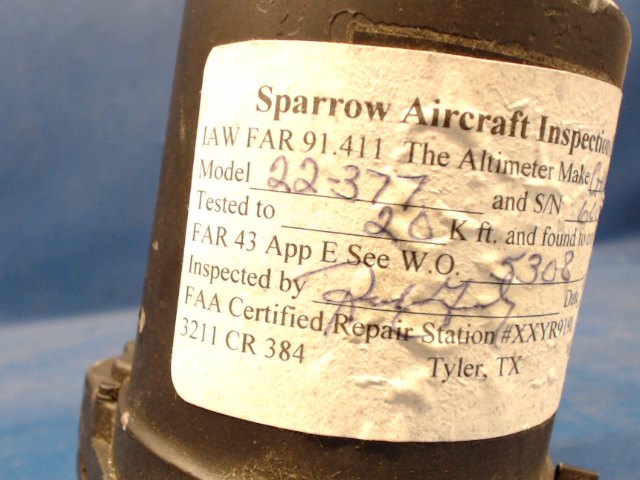 Sparrow Aircraft Inspection
IAW FAR 91.411 The Altimeter Make
Model 22-377 and S/N
Tested to 20 K ft. and found to
FAR 43 App E See W.O. 5308
Inspected by
FAA Certified Repair Station
3211 CR 384 Tyler, TX